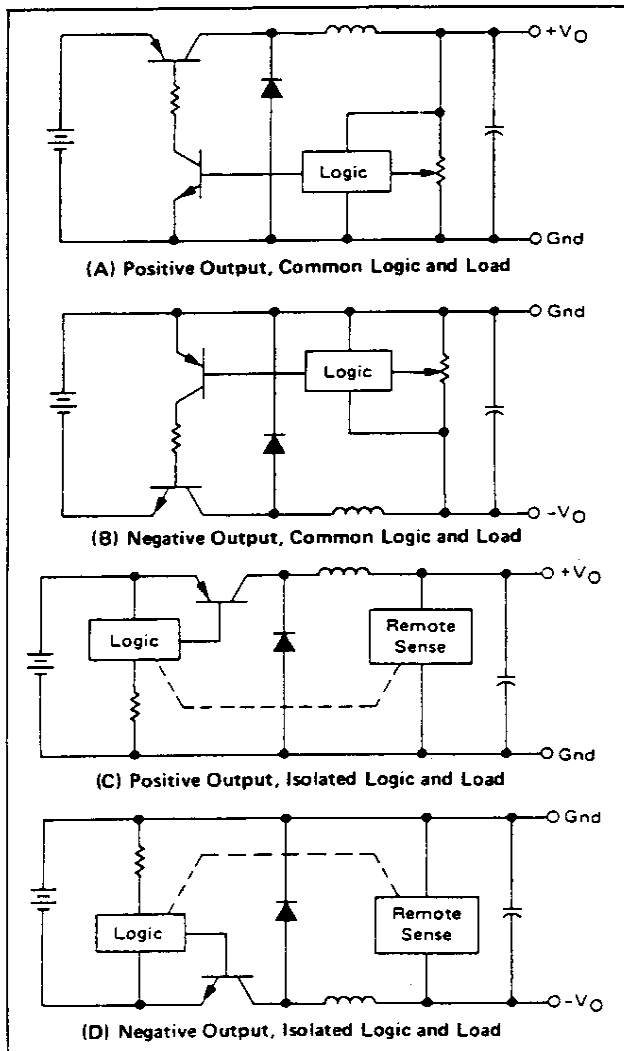 +VO
Logic
Gnd
(A) Positive Output, Common Logic and Load
Gnd
Logic
-VO
(B) Negative Output, Common Logic and Load
+VO
Logic
Remote
Sense
Gnd
(C) Positive Output, Isolated Logic and Load
Gnd
Logic
Remote
Sense
-VO
(D) Negative Output, Isolated Logic and Load